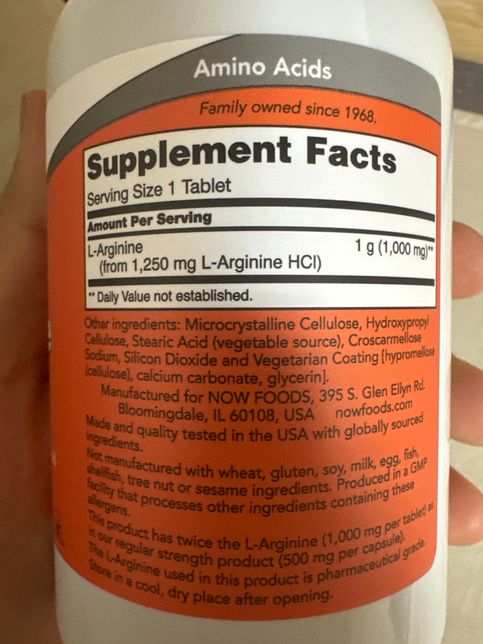 Amino Acids
Family owned since 1968.
Supplement Facts
Serving Size 1 Tablet
Amount Per Serving
L-Arginine 1 g (1,000 mg)**
(from 1,250 mg L-Arginine HCl)
** Daily Value not established.
Other ingredients: Microcrystalline Cellulose, Hydroxypropyl
Cellulose, Stearic Acid (vegetable source), Croscarmellose
Sodium, Silicon Dioxide and Vegetarian Coating [hypromellose
(cellulose), calcium carbonate, glycerin].
Manufactured for NOW FOODS, 395 S. Glen Ellyn Rd.
Bloomingdale, IL 60108, USA nowfoods.com
Made and quality tested in the USA with globally sourced
ingredients.
Not manufactured with wheat, gluten, soy, milk, egg, fish,
shellfish, tree nut or sesame ingredients. Produced in a GMP
facility that processes other ingredients containing these
allergens.
This product has twice the L-Arginine (1,000 mg per tablet) as
in our regular strength product (500 mg per capsule).
The L-Arginine used in this product is pharmaceutical grade.
Store in a cool, dry place after opening.